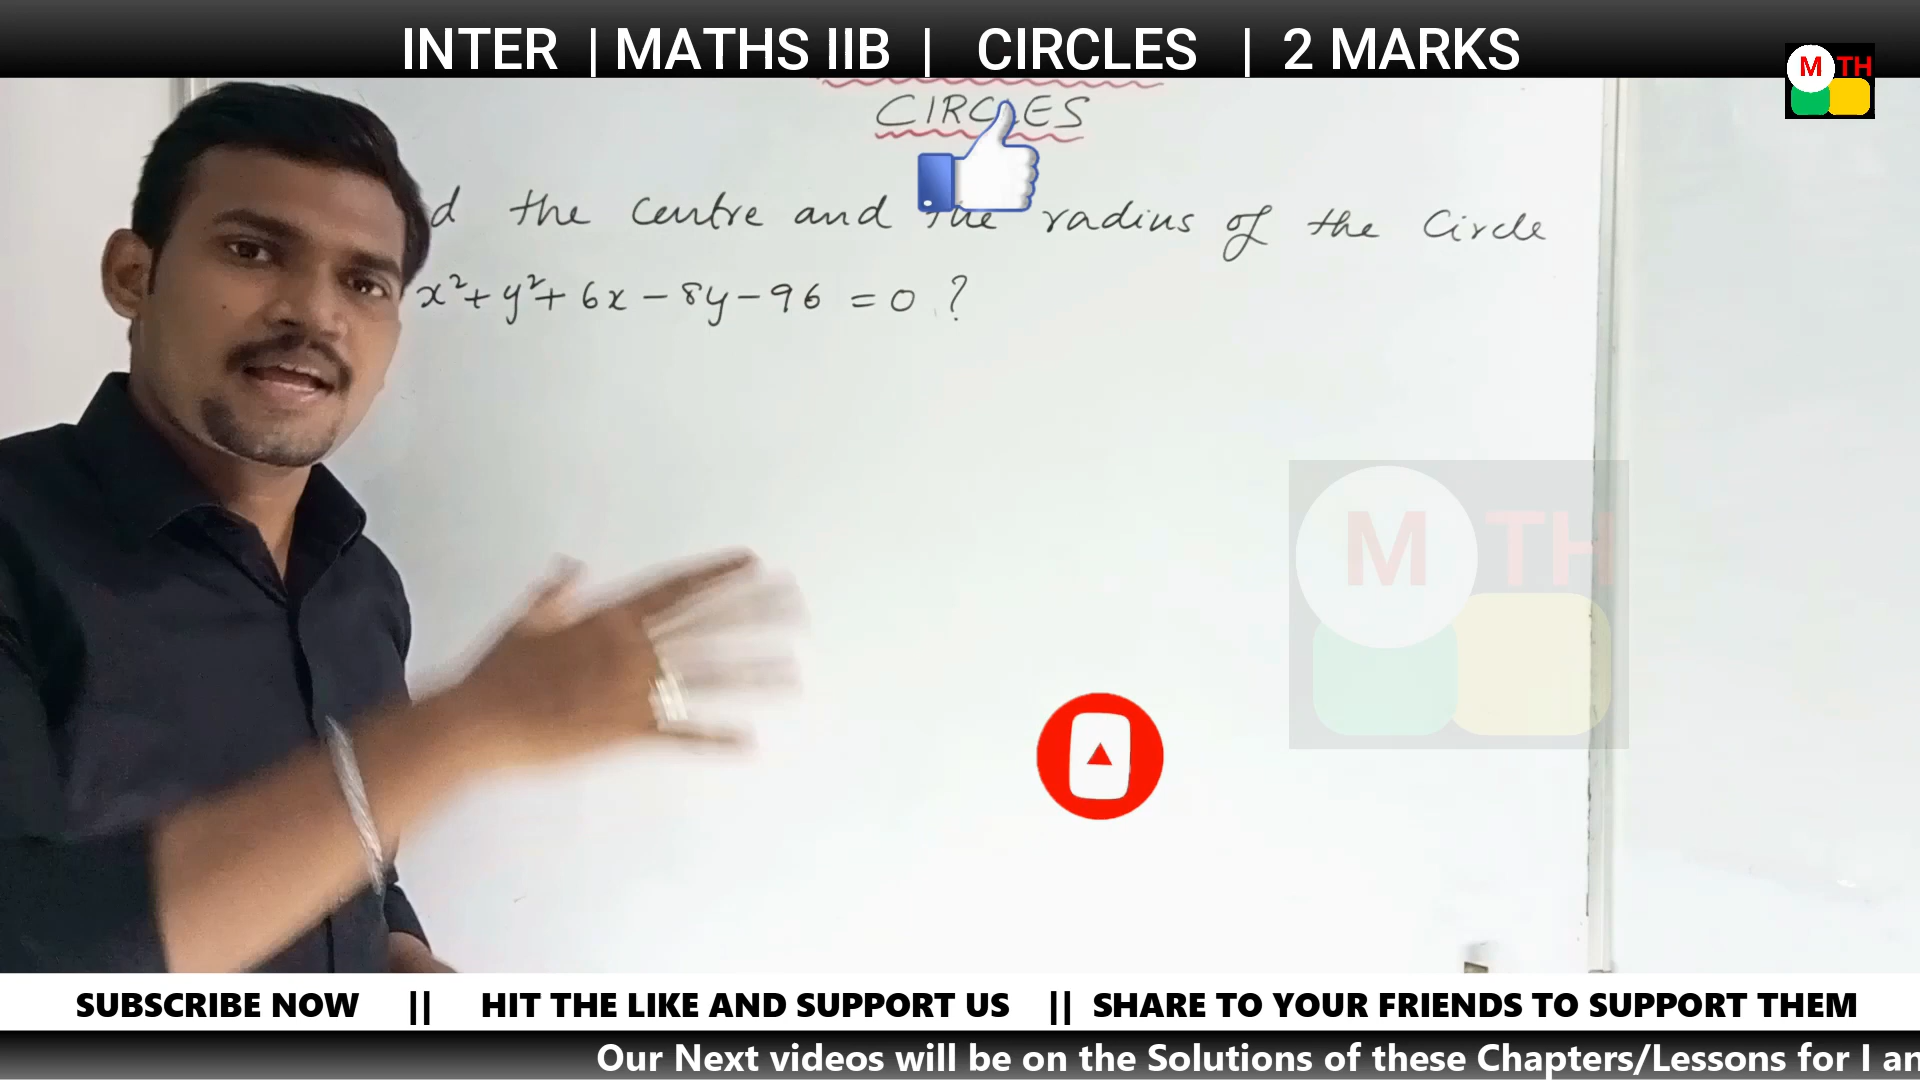 INTER | MATHS IIB | CIRCLES | 2 MARKS
M TH
CIRCLES
d the centre and the radius of the Circle
x²+y²+6x-8y-96 =0 ?
M TH
SUBSCRIBE NOW || HIT THE LIKE AND SUPPORT US || SHARE TO YOUR FRIENDS TO SUPPORT THEM
Our Next videos will be on the Solutions of these Chapters/Lessons for I an